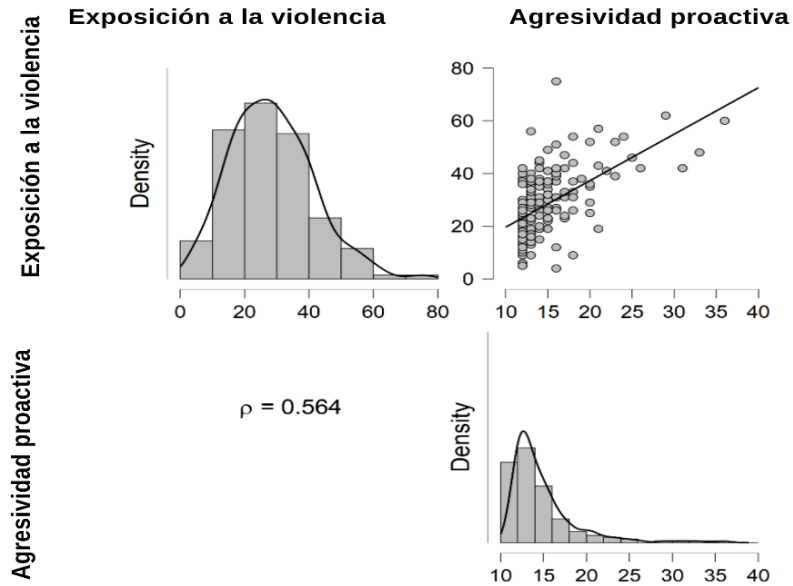 Exposición a la violencia
Agresividad proactiva
Exposición a la violencia
Density
80
60
40
20
0
0 20 40 60 80
10 15 20 25 30 35 40
Agresividad proactiva
ρ = 0.564
Density
10 15 20 25 30 35 40